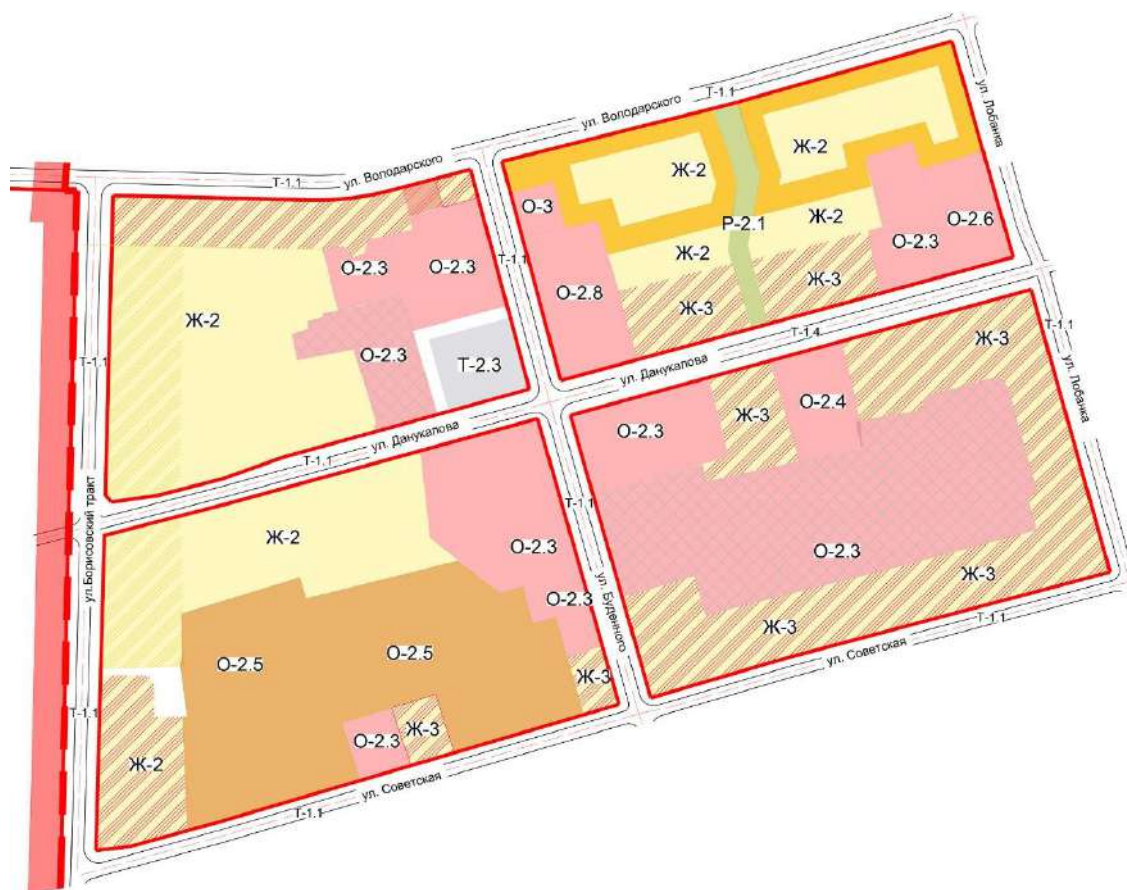 Т-1.1
ул. Володарского
ул. Лобанка
Ж-2
Ж-2
Т-1.1
ул. Володарского
О-3
Р-2.1
Ж-2
О-2.6
О-2.3
Ж-2
О-2.3
О-2.3
Т-1.1
О-2.8
Ж-3
Ж-3
Ж-2
Т-1.4
Т-1.1
Ж-3
Т-1.1
О-2.3
Т-2.3
ул. Данукалова
ул. Лобанка
О-2.4
Ж-3
О-2.3
ул. Данукалова
Т-1.1
Т-1.1
ул.Борисовский тракт
Ж-2
О-2.3
О-2.3
Ж-3
О-2.3
ул. Буденного
Т-1.1
Ж-3
ул. Советская
О-2.5
О-2.5
Ж-3
Т-1.1
Ж-3
О-2.3
Ж-2
ул. Советская
Т-1.1